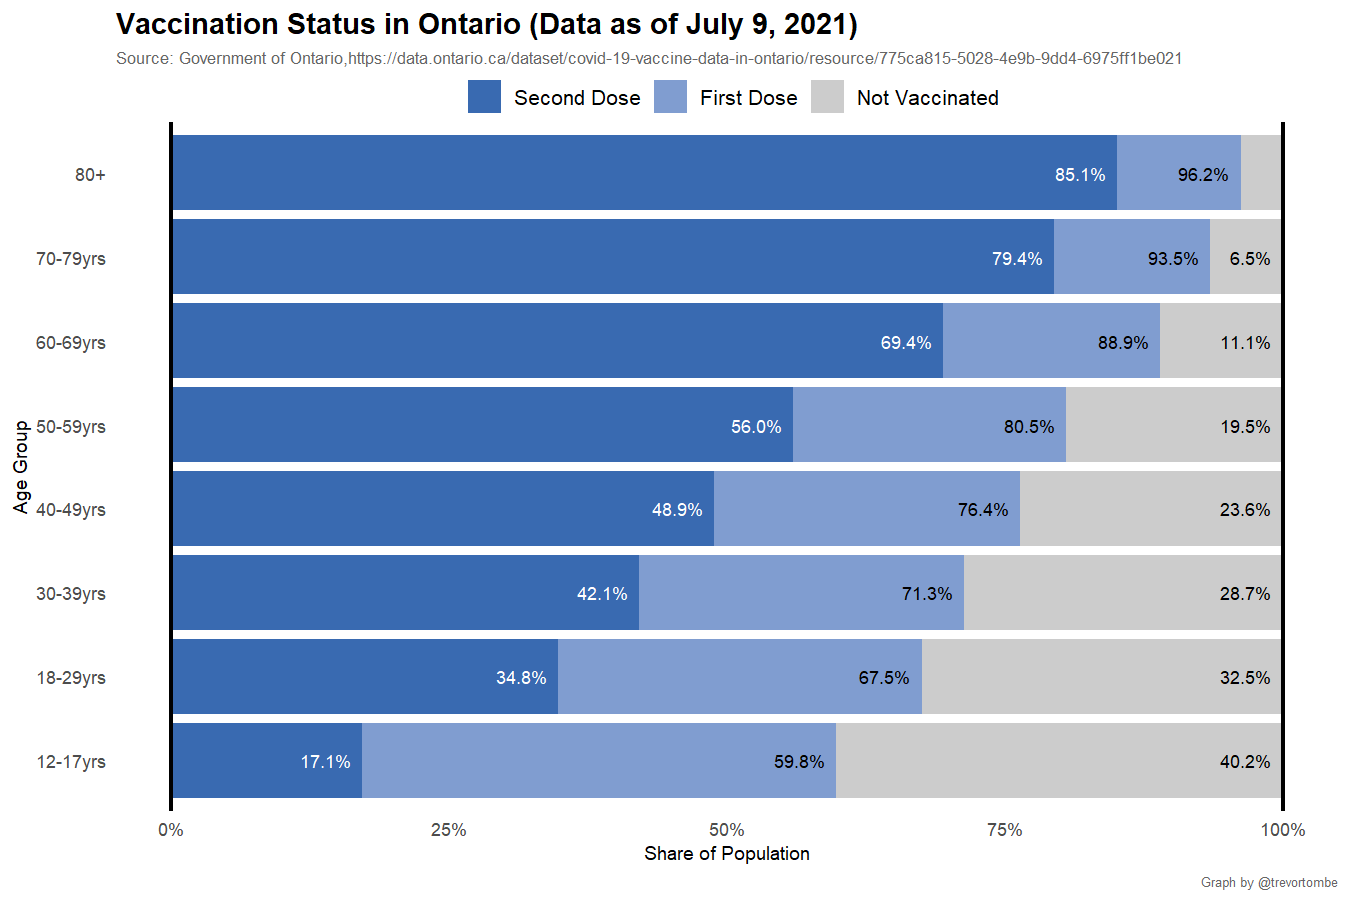 Vaccination Status in Ontario (Data as of July 9, 2021)
Source: Government of Ontario,https://data.ontario.ca/dataset/covid-19-vaccine-data-in-ontario/resource/775ca815-5028-4e9b-9dd4-6975ff1be021
Second Dose First Dose Not Vaccinated
80+ 85.1% 96.2%
70-79yrs 79.4% 93.5% 6.5%
60-69yrs 69.4% 88.9% 11.1%
50-59yrs 56.0% 80.5% 19.5%
Age Group
40-49yrs 48.9% 76.4% 23.6%
30-39yrs 42.1% 71.3% 28.7%
18-29yrs 34.8% 67.5% 32.5%
12-17yrs 17.1% 59.8% 40.2%
0% 25% 50% 75% 100%
Share of Population
Graph by @trevortombe